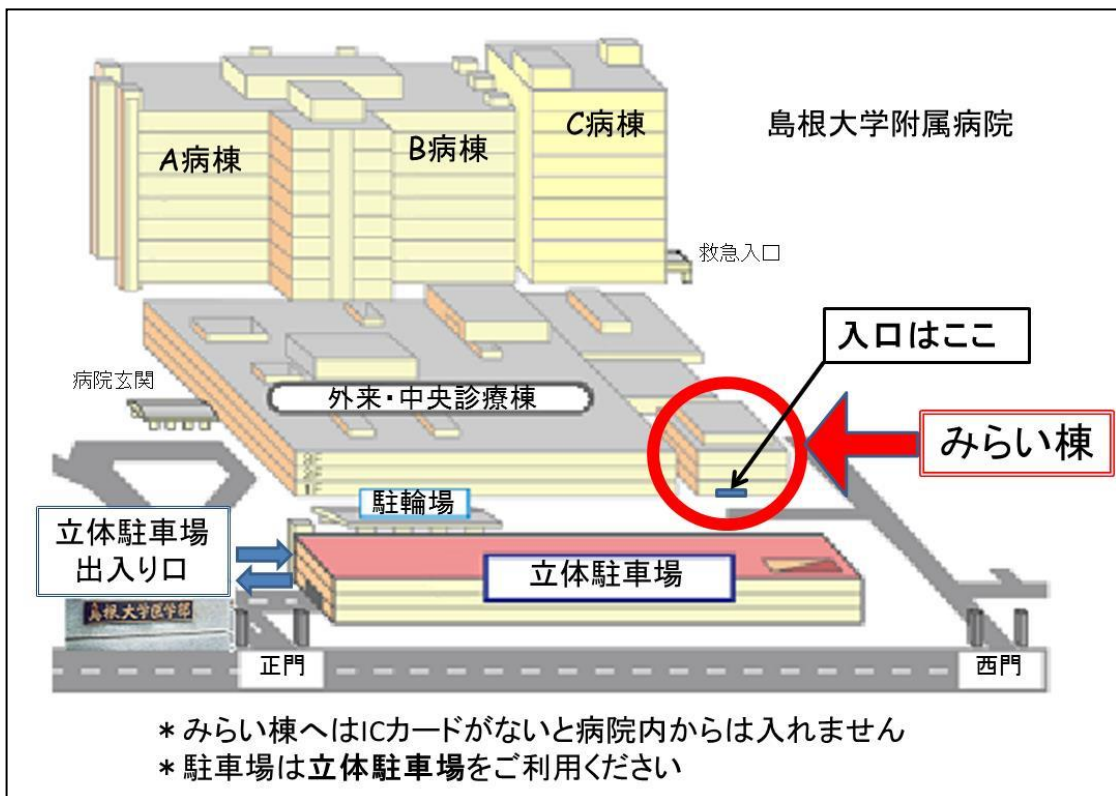 島根大学附属病院
A病棟
B病棟
C病棟
救急入口
入口はここ
病院玄関
外来・中央診療棟
みらい棟
駐輪場
立体駐車場
出入り口
立体駐車場
島根大学医学部
正門
西門
*みらい棟へはICカードがないと病院内からは入れません
*駐車場は立体駐車場をご利用ください